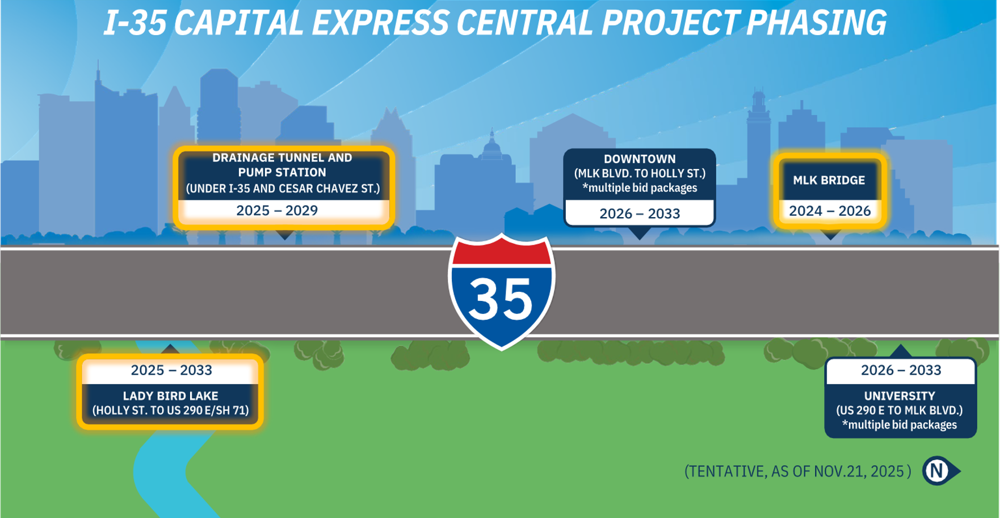 I-35 CAPITAL EXPRESS CENTRAL PROJECT PHASING
DRAINAGE TUNNEL AND
PUMP STATION
(UNDER I-35 AND CESAR CHAVEZ ST.)
2025 – 2029
DOWNTOWN
(MLK BLVD. TO HOLLY ST.)
*multiple bid packages
2026 – 2033
MLK BRIDGE
2024 – 2026
35
2025 – 2033
LADY BIRD LAKE
(HOLLY ST. TO US 290 E/SH 71)
2026 – 2033
UNIVERSITY
(US 290 E TO MLK BLVD.)
*multiple bid packages
(TENTATIVE, AS OF NOV.21, 2025 )
N